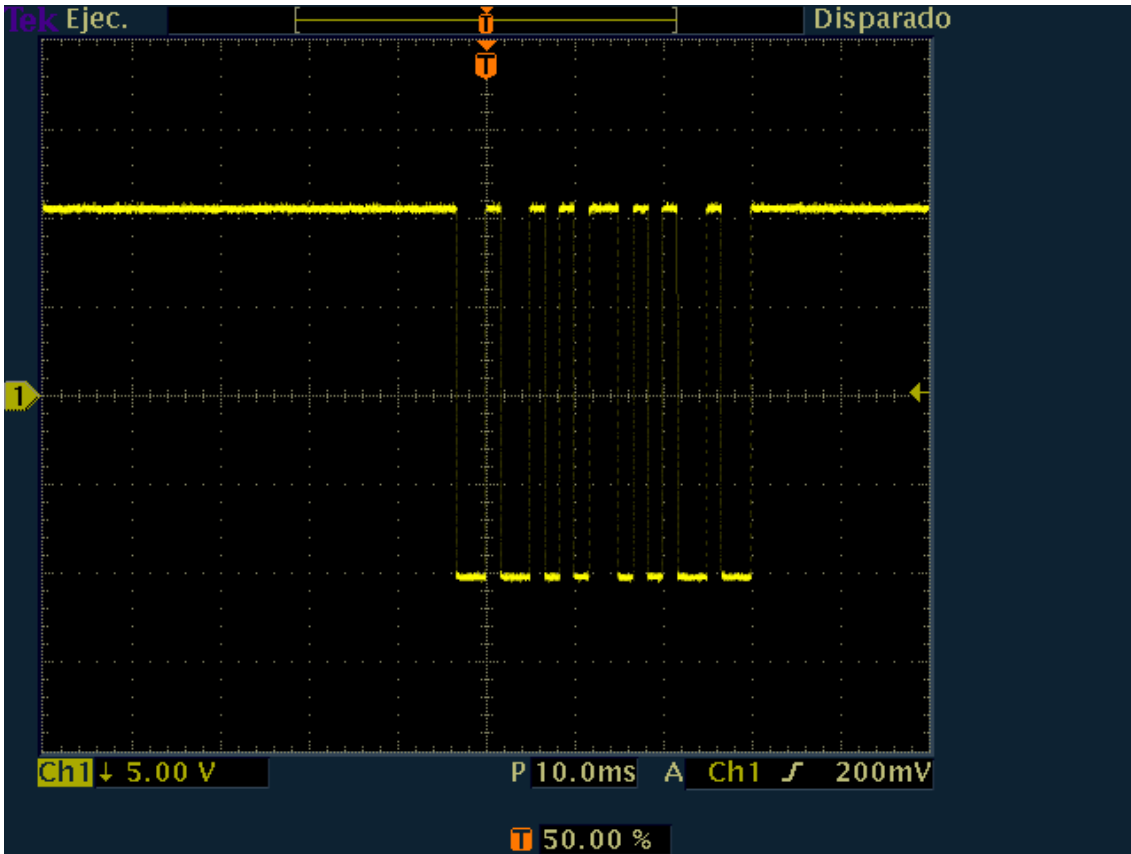 Tek Ejec. T Disparado
T
1
Ch1 ↓ 5.00 V P 10.0ms A Ch1 ʃ 200mV
T 50.00 %